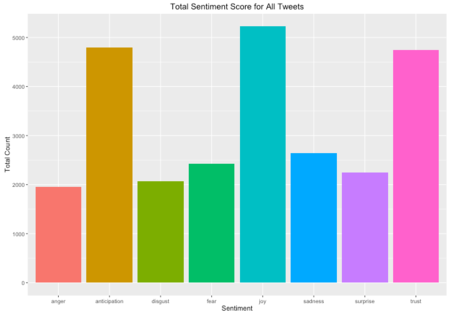 Total Sentiment Score for All Tweets
Total Count
5000
4000
3000
2000
1000
0
anger anticipation disgust fear joy sadness surprise trust
Sentiment